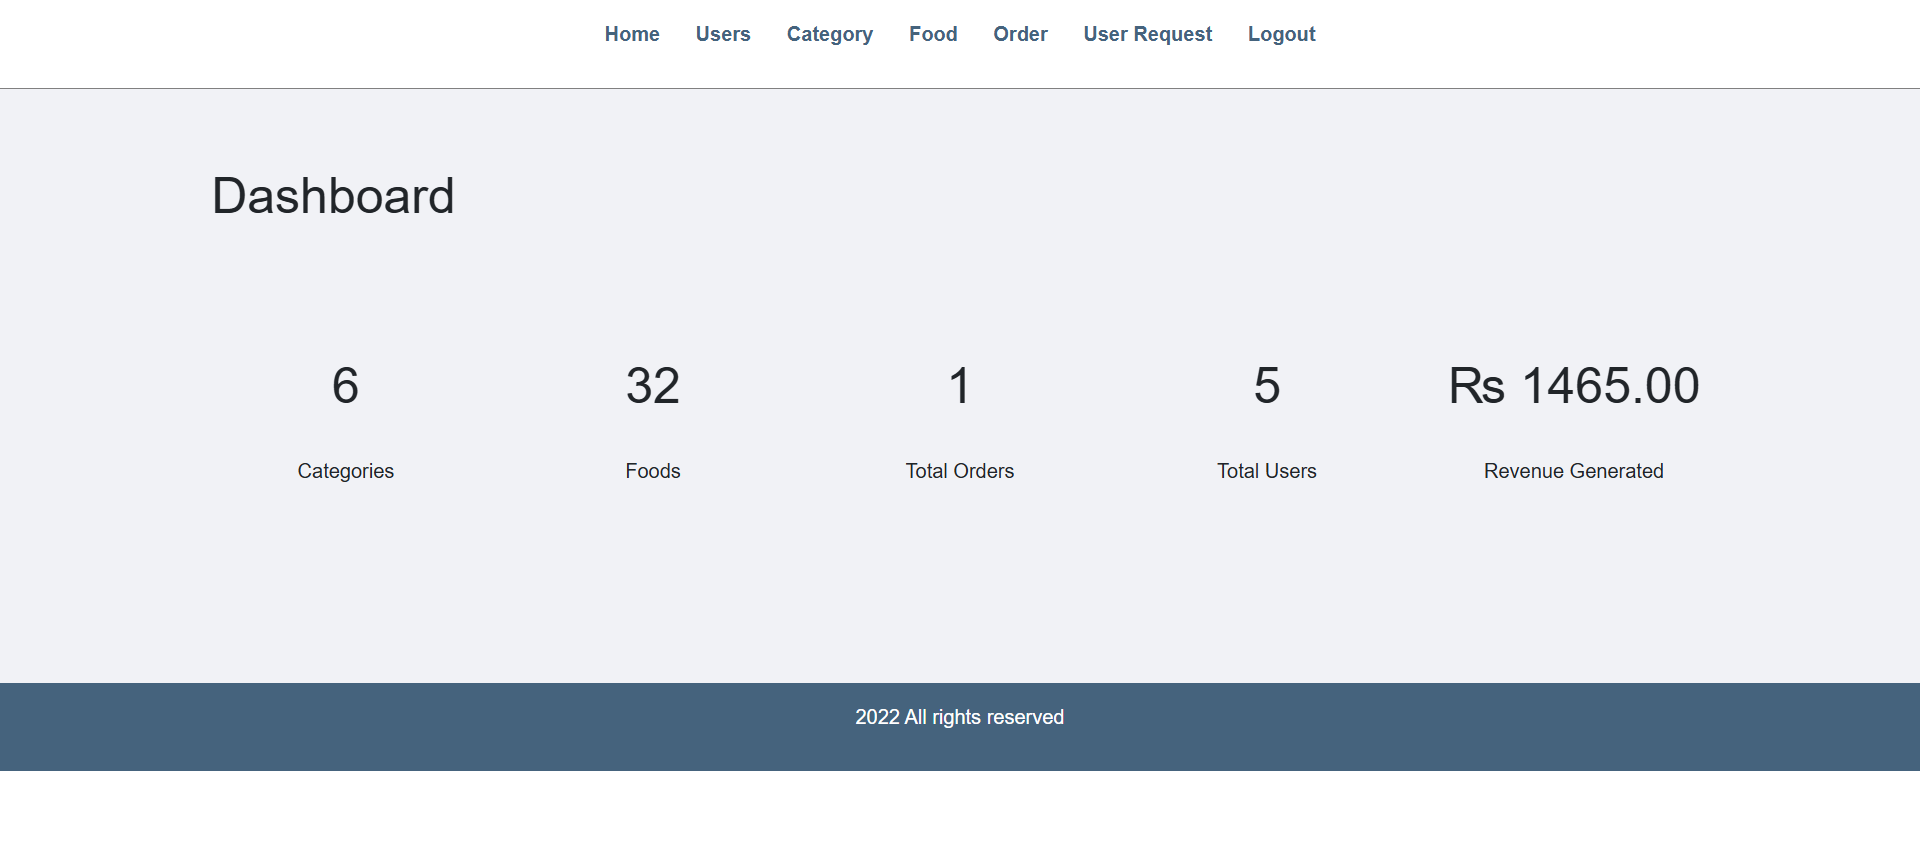 Home Users Category Food Order User Request Logout
Dashboard
6 32 1 5 Rs 1465.00
Categories Foods Total Orders Total Users Revenue Generated
2022 All rights reserved